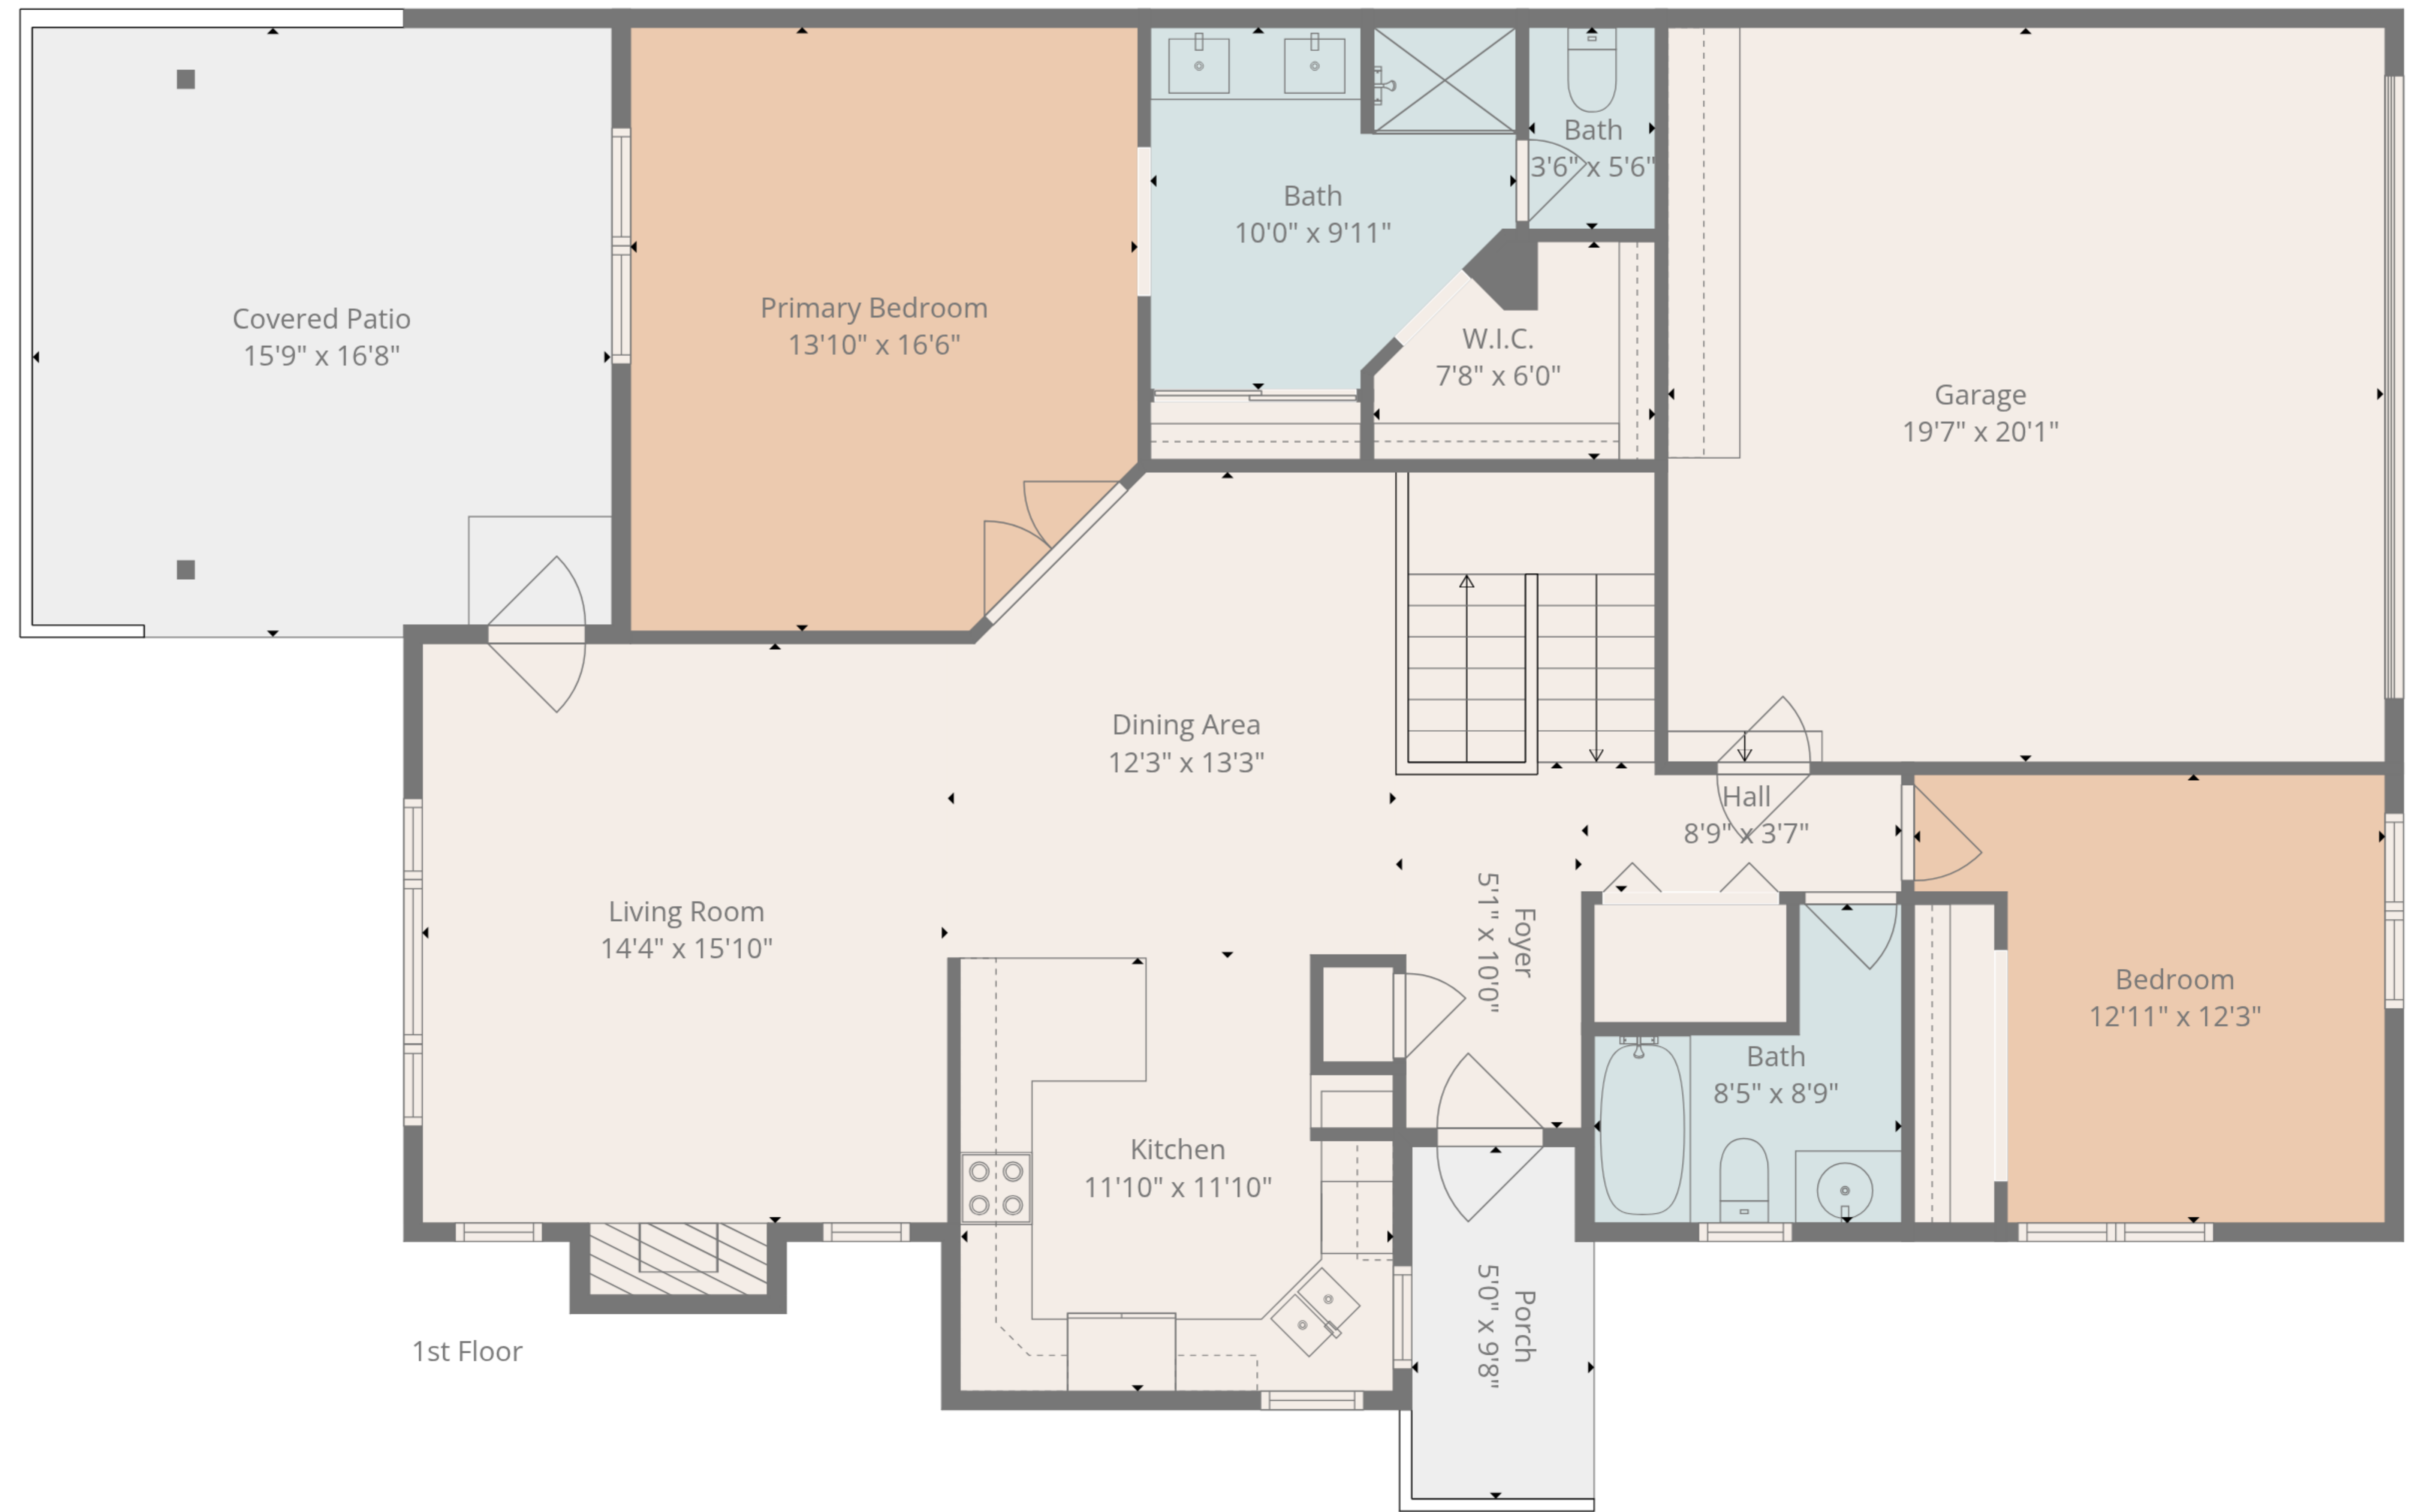 Bath
3'6" x 5'6"
Bath
10'0" x 9'11"
Covered Patio
15'9" x 16'8"
Primary Bedroom
13'10" x 16'6"
W.I.C.
7'8" x 6'0"
Garage
19'7" x 20'1"
Dining Area
12'3" x 13'3"
Hall
8'9" x 3'7"
Living Room
14'4" x 15'10"
Foyer
5'1" x 10'0"
Bedroom
12'11" x 12'3"
Bath
8'5" x 8'9"
Kitchen
11'10" x 11'10"
Porch
5'0" x 9'8"
1st Floor